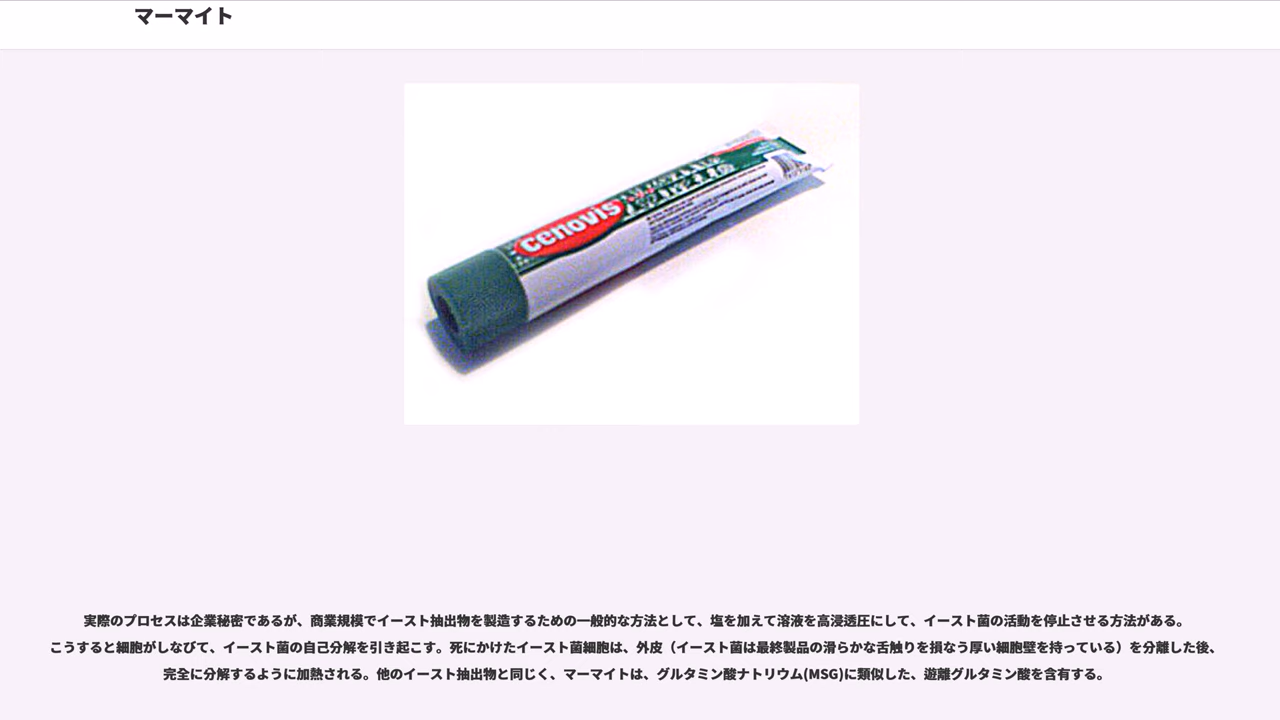 マーマイト
cenovis
実際のプロセスは企業秘密であるが、商業規模でイースト抽出物を製造するための一般的な方法として、塩を加えて溶液を高浸透圧にして、イースト菌の活動を停止させる方法がある。
こうすると細胞がしなびて、イースト菌の自己分解を引き起こす。死にかけたイースト菌細胞は、外皮（イースト菌は最終製品の滑らかな舌触りを損なう厚い細胞壁を持っている）を分離した後、
完全に分解するように加熱される。他のイースト抽出物と同じく、マーマイトは、グルタミン酸ナトリウム(MSG)に類似した、遊離グルタミン酸を含有する。